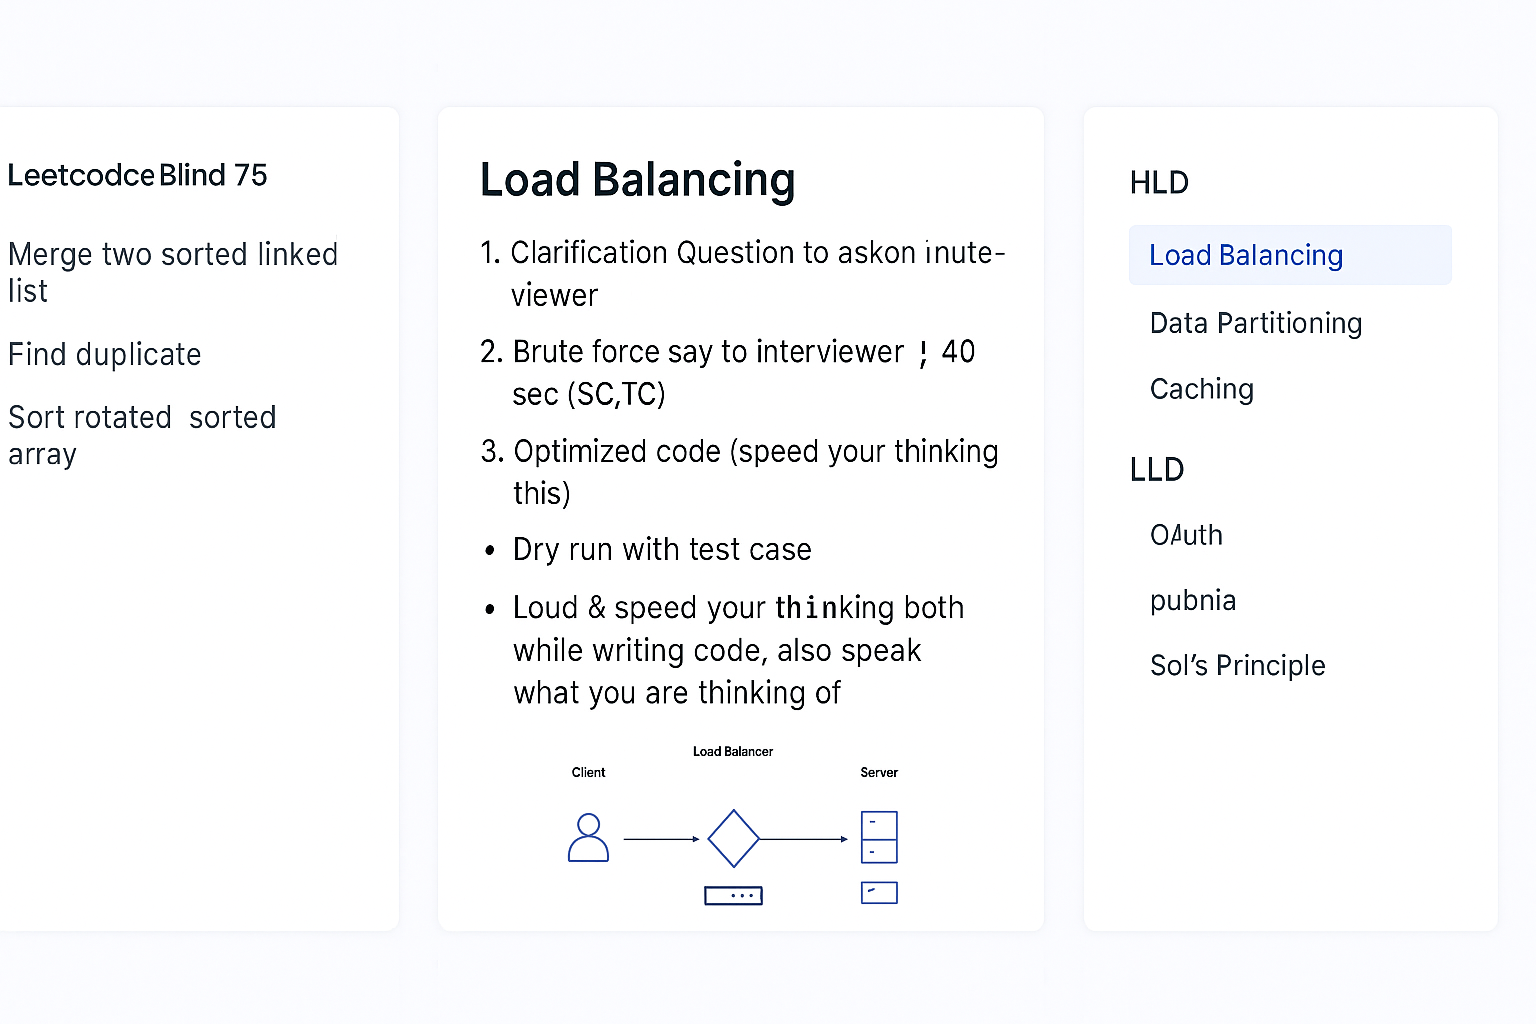 Leetcodce Blind 75
Merge two sorted linked
list
Find duplicate
Sort rotated sorted
array
Load Balancing
1. Clarification Question to askon inute-
viewer
2. Brute force say to interviewer ¦ 40
sec (SC,TC)
3. Optimized code (speed your thinking
this)
• Dry run with test case
• Loud & speed your thinking both
while writing code, also speak
what you are thinking of
Load Balancer
Client
Server
HLD
Load Balancing
Data Partitioning
Caching
LLD
OAuth
pubnia
Sol’s Principle